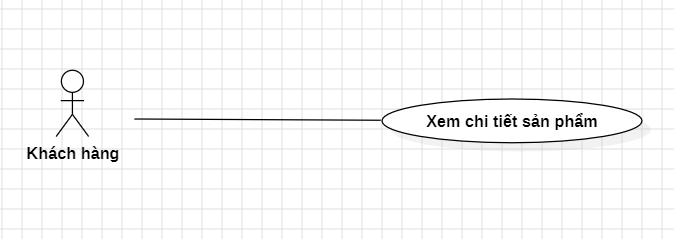 Xem chi tiết sản phẩm
Khách hàng